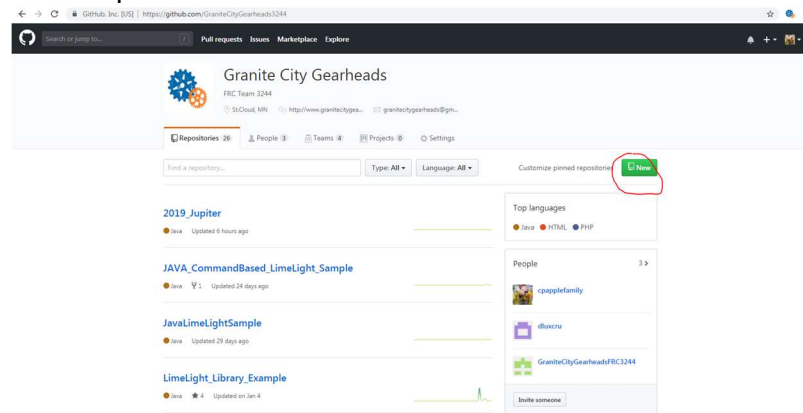 GitHub, Inc. [US] | https://github.com/GraniteCityGearheads3244
Search or jump to... / Pull requests Issues Marketplace Explore
Granite City Gearheads
FRC Team 3244
St.Cloud, MN http://www.granitecitygea... granitecitygearheads@gm...
Repositories 26 People 3 Teams 4 Projects 0 Settings
Find a repository... Type: All Language: All Customize pinned repositories New
2019_Jupiter
Java Updated 6 hours ago
JAVA_CommandBased_LimeLight_Sample
Java 1 Updated 24 days ago
JavaLimeLightSample
Java Updated 29 days ago
LimeLight_Library_Example
Java 4 Updated on Jan 4
Top languages
Java HTML PHP
People 3
cpapplefamily
dluxcru
GraniteCityGearheadsFRC3244
Invite someone